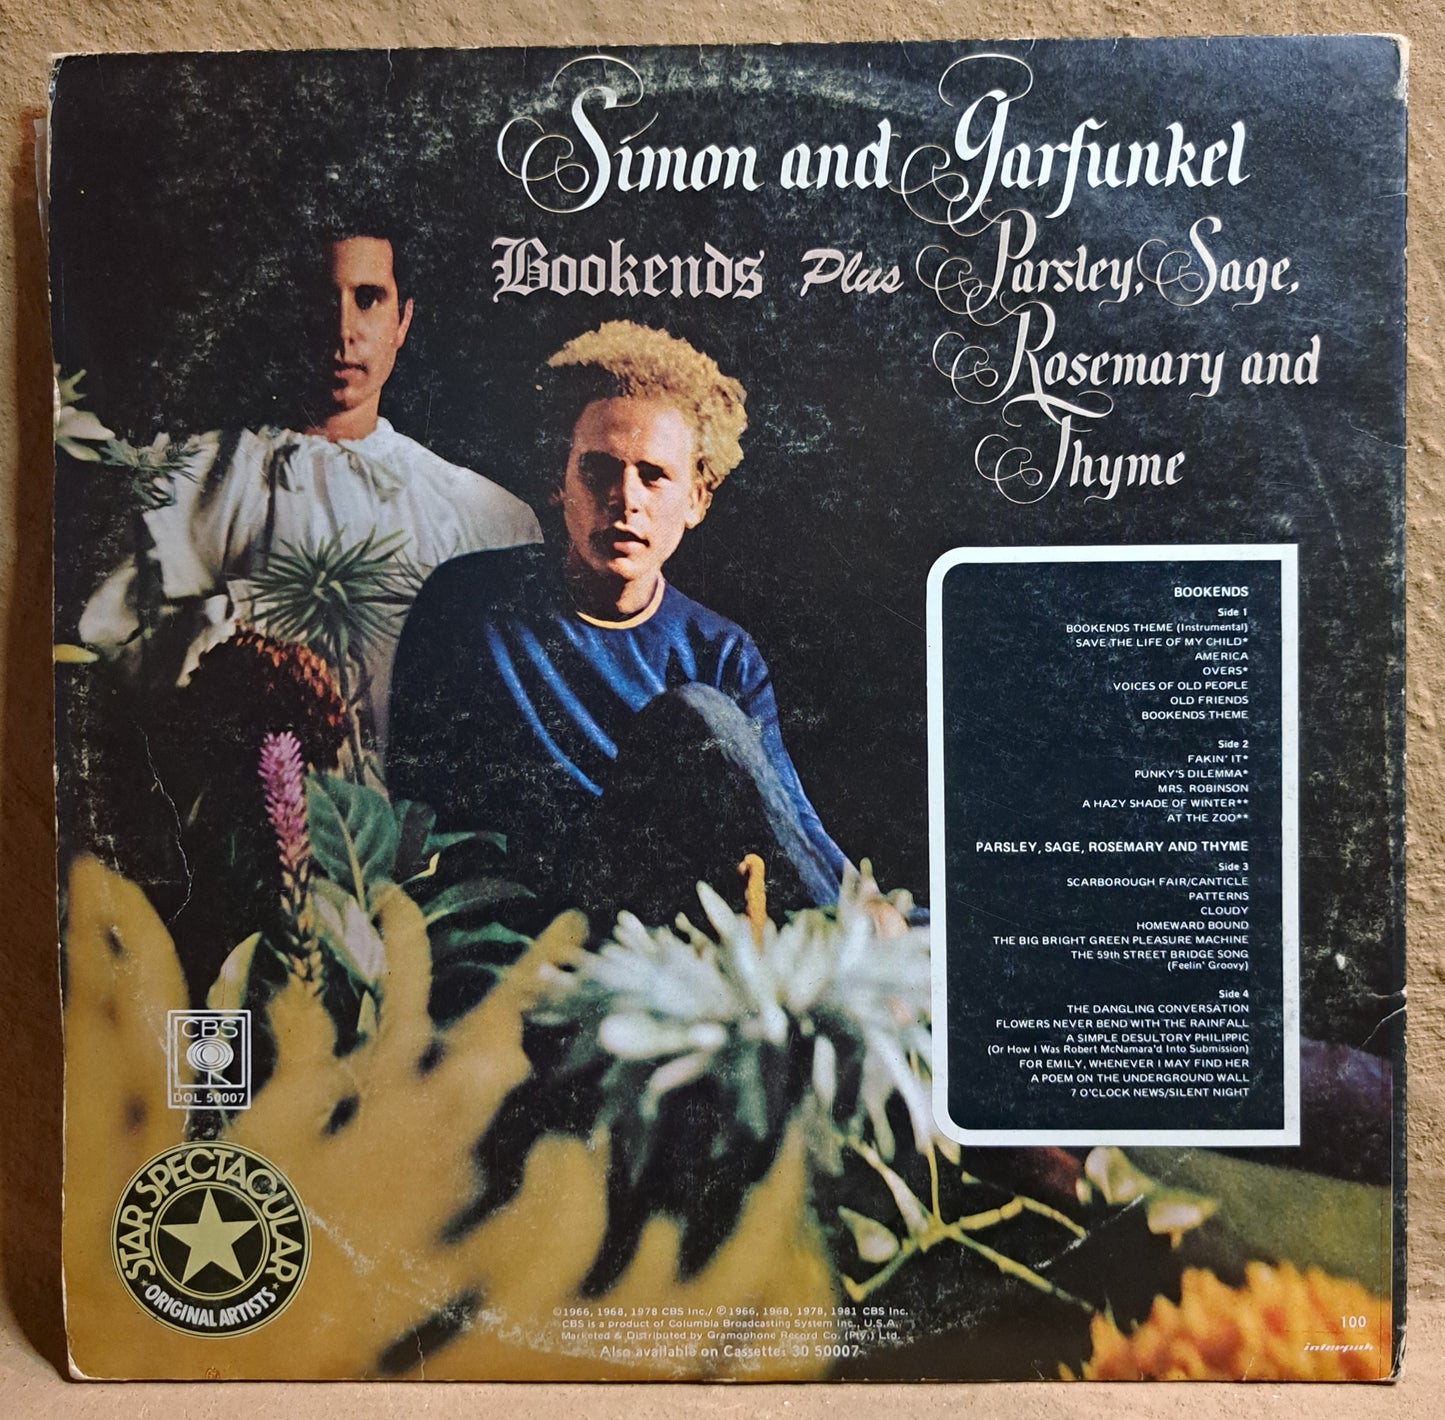 Simon and Garfunkel
Bookends Plus Parsley, Sage,
Rosemary and
Thyme
BOOKENDS
Side 1
BOOKENDS THEME (Instrumental)
SAVE THE LIFE OF MY CHILD*
AMERICA
OVERS*
VOICES OF OLD PEOPLE
OLD FRIENDS
BOOKENDS THEME
Side 2
FAKIN' IT*
PUNKY'S DILEMMA*
MRS. ROBINSON
A HAZY SHADE OF WINTER**
AT THE ZOO**
PARSLEY, SAGE, ROSEMARY AND THYME
Side 3
SCARBOROUGH FAIR/CANTICLE
PATTERNS
CLOUDY
HOMEWARD BOUND
THE BIG BRIGHT GREEN PLEASURE MACHINE
THE 59th STREET BRIDGE SONG
(Feelin' Groovy)
Side 4
THE DANGLING CONVERSATION
FLOWERS NEVER BEND WITH THE RAINFALL
A SIMPLE DESULTORY PHILIPPIC
(Or How I Was Robert McNamara'd Into Submission)
FOR EMILY, WHENEVER I MAY FIND HER
A POEM ON THE UNDERGROUND WALL
7 O'CLOCK NEWS/SILENT NIGHT
CBS
DOL 50007
STAR SPECTACULAR
* ORIGINAL ARTISTS *
©1966, 1968, 1978 CBS Inc./ ℗1966, 1968, 1978, 1981 CBS Inc.
CBS is a product of Columbia Broadcasting System Inc., U.S.A.
Marketed & Distributed by Gramophone Record Co. (Pty.) Ltd.
Also available on Cassette: 30 50007
100
interpak